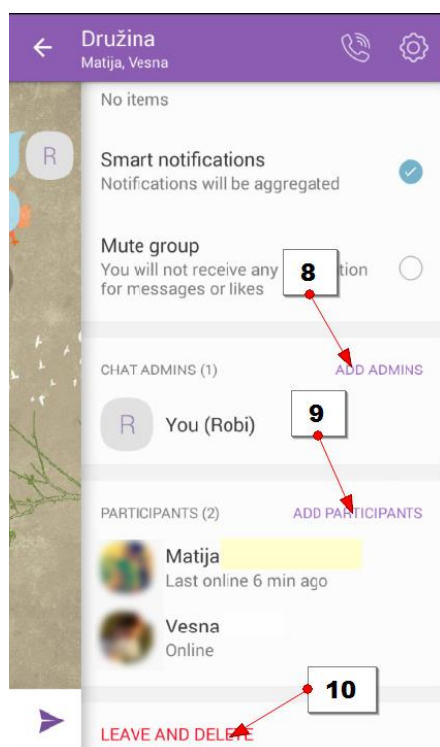 Družina
Matija, Vesna
No items
R
Smart notifications
Notifications will be aggregated
Mute group
You will not receive any tion
for messages or likes
8
CHAT ADMINS (1) ADD ADMINS
R You (Robi)
9
PARTICIPANTS (2) ADD PARTICIPANTS
Matija
Last online 6 min ago
Vesna
Online
10
LEAVE AND DELETE